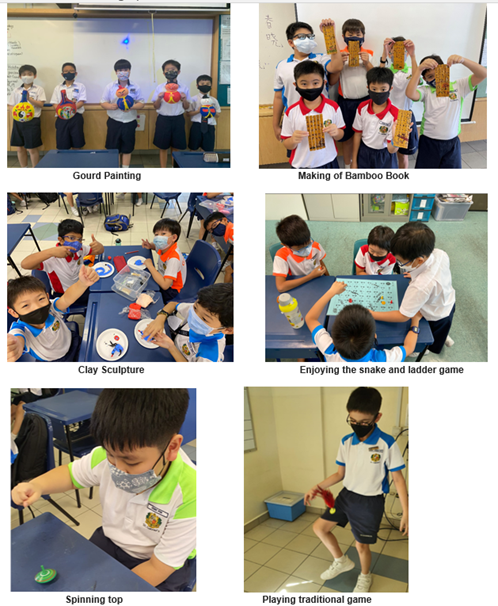 Gourd Painting
Making of Bamboo Book
Clay Sculpture
Enjoying the snake and ladder game
Spinning top
Playing traditional game